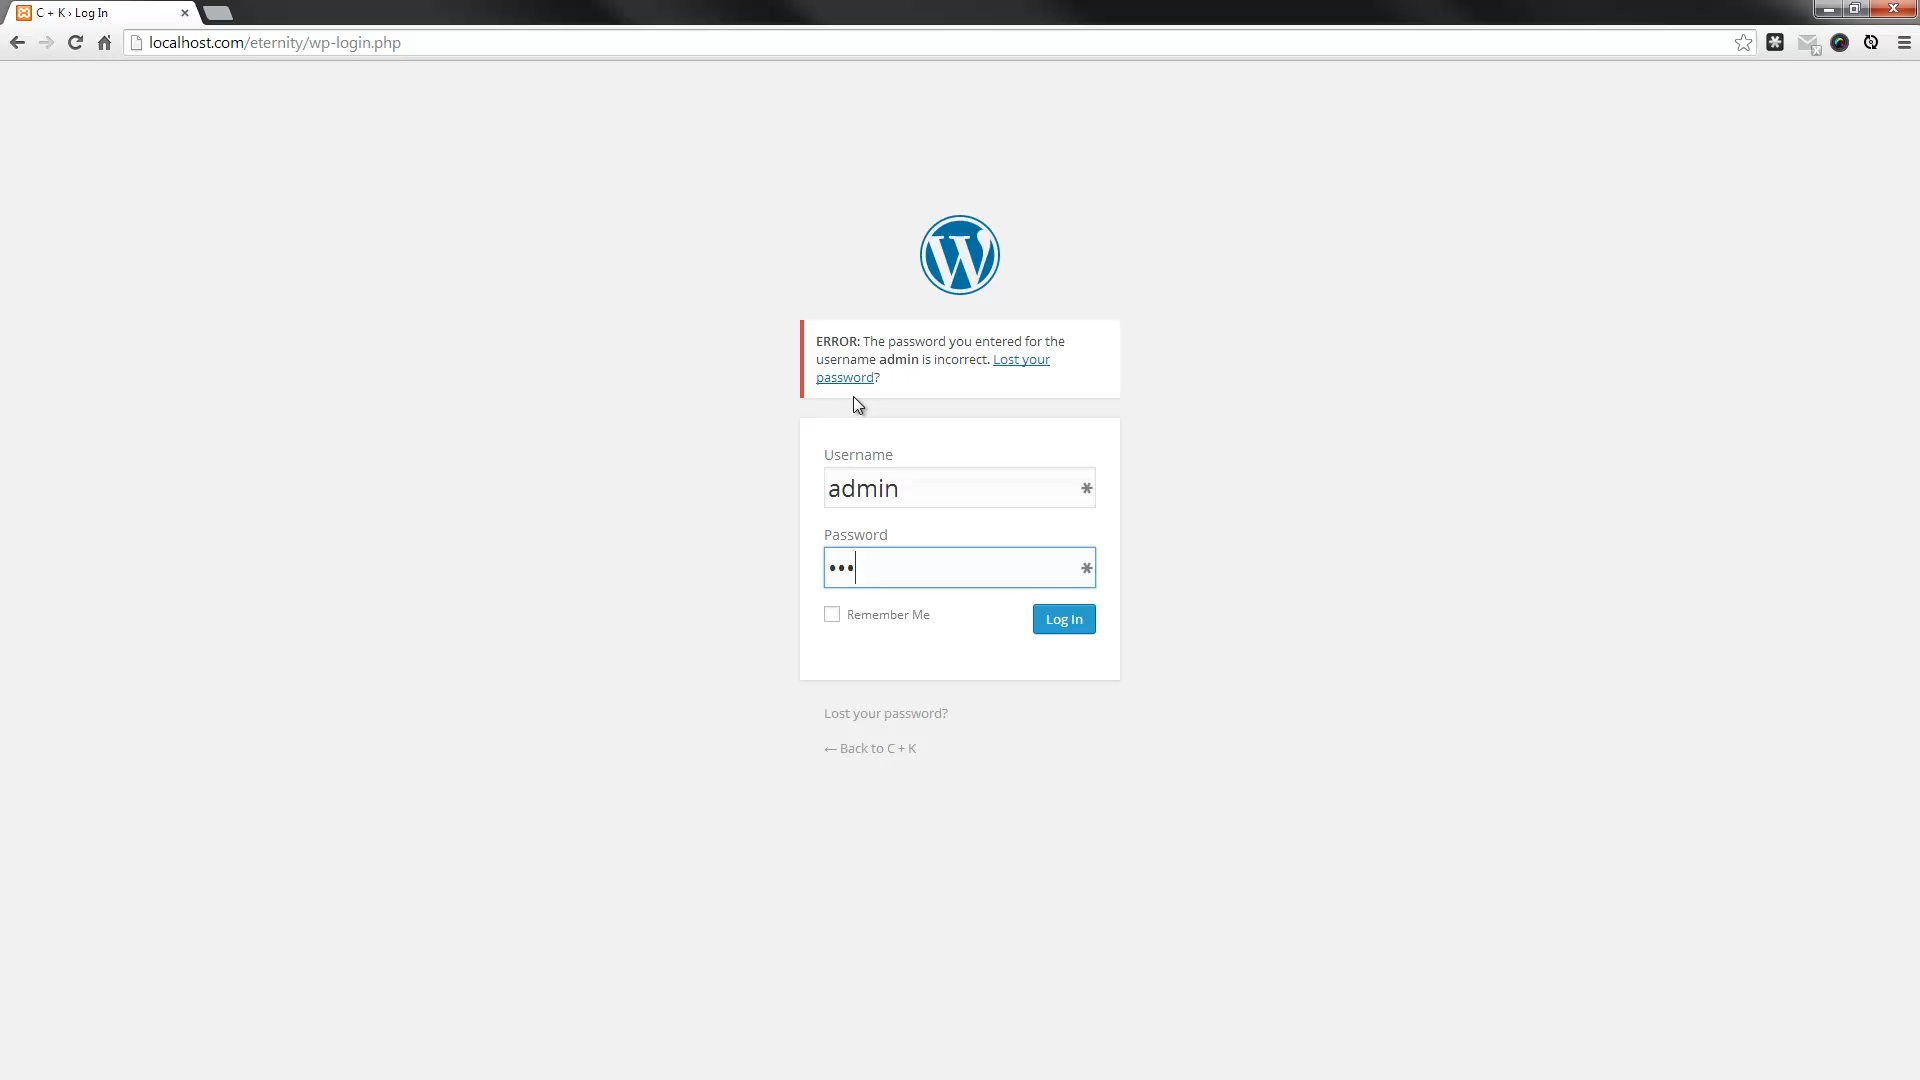 C + K › Log In
localhost.com/eternity/wp-login.php
ERROR: The password you entered for the
username admin is incorrect. Lost your
password?
Username
admin
Password
Remember Me
Log In
Lost your password?
← Back to C + K